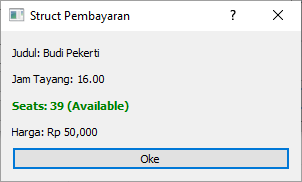 Struct Pembayaran
Judul: Budi Pekerti
Jam Tayang: 16.00
Seats: 39 (Available)
Harga: Rp 50,000
Oke